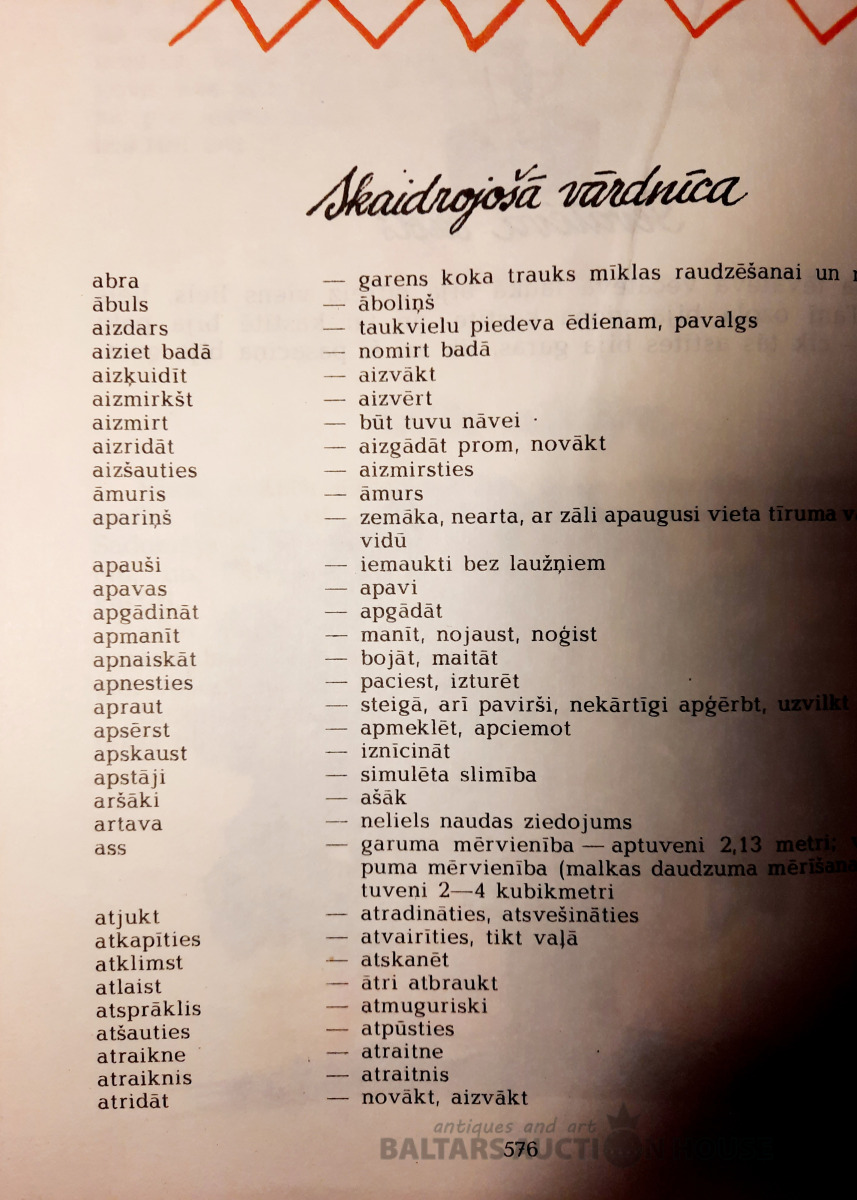 Skaidrojošā vārdnīca
abra — garens koka trauks mīklas raudzēšanai un
ābuls — āboliņš
aizdars — taukvielu piedeva ēdienam, pavalgs
aiziet badā — nomirt badā
aizķuidīt — aizvākt
aizmirkšt — aizvērt
aizmirt — būt tuvu nāvei
aizridāt — aizgādāt prom, novākt
aizšauties — aizmirsties
āmuris — āmurs
apariņš — zemāka, nearta, ar zāli apaugusi vieta tīruma
vidū
apauši — iemaukti bez laužņiem
apavas — apavi
apgādināt — apgādāt
apmanīt — manīt, nojaust, noģist
apnaiskāt — bojāt, maitāt
apnesties — paciest, izturēt
apraut — steigā, arī pavirši, nekārtīgi apģērbt, uzvilkt
apsērst — apmeklēt, apciemot
apskaust — iznīcināt
apstāji — simulēta slimība
aršāki — ašāk
artava — neliels naudas ziedojums
ass — garuma mērvienība — aptuveni 2,13 metri;
puma mērvienība (malkas daudzuma
tuveni 2—4 kubikmetri
atjukt — atradināties, atsvešināties
atkapīties — atvairīties, tikt vaļā
atklimst — atskanēt
atlaist — ātri atbraukt
atsprāklis — atmuguriski
atšauties — atpūsties
atraikne — atraitne
atraiknis — atraitnis
atridāt — novākt, aizvākt
antiques and art
BALTARS AUCTION HOUSE
576